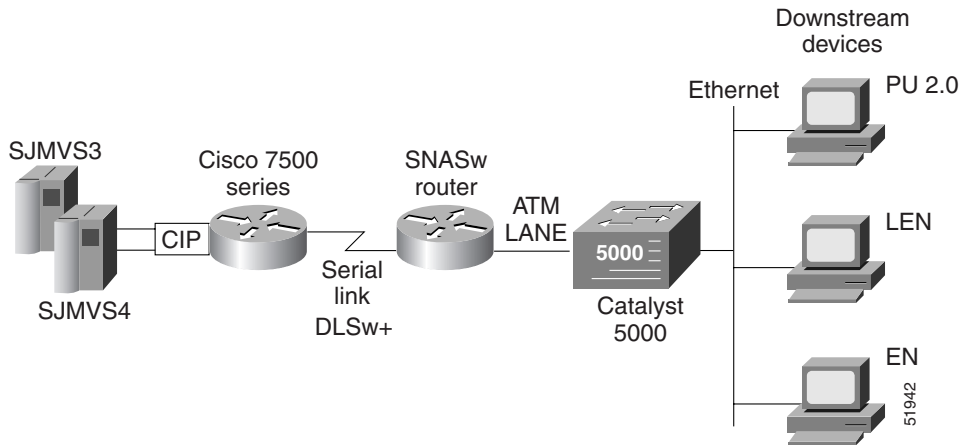 Downstream
devices
Ethernet
PU 2.0
SJMVS3
Cisco 7500
series
SNASw
router
ATM
LANE
LEN
CIP
5000
Serial
link
DLSw+
SJMVS4
Catalyst
5000
EN
51942